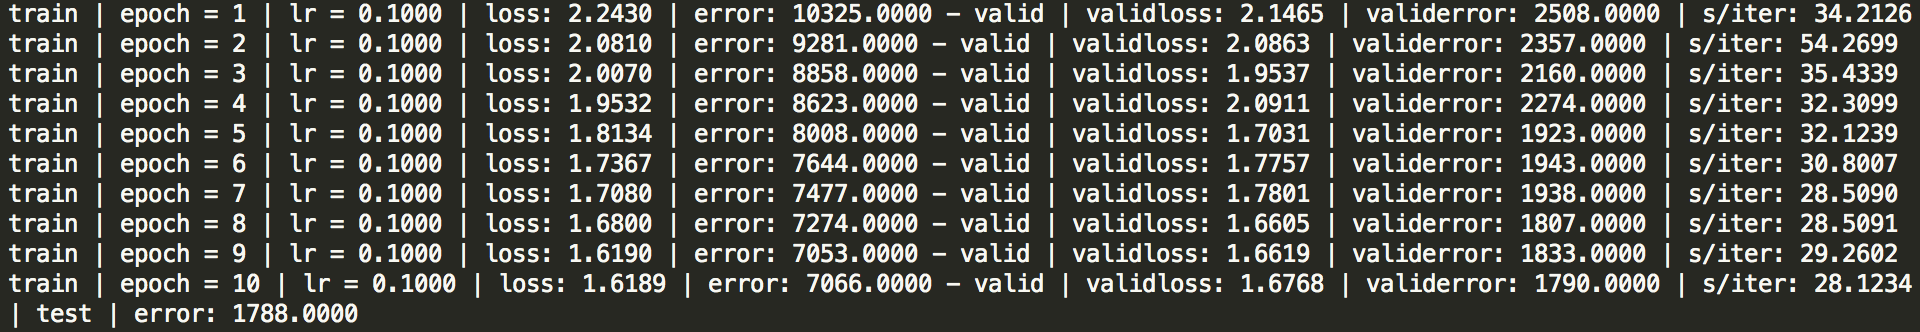 train | epoch = 1 | lr = 0.1000 | loss: 2.2430 | error: 10325.0000 – valid | validloss: 2.1465 | validerror: 2508.0000 | s/iter: 34.2126
train | epoch = 2 | lr = 0.1000 | loss: 2.0810 | error: 9281.0000 – valid | validloss: 2.0863 | validerror: 2357.0000 | s/iter: 54.2699
train | epoch = 3 | lr = 0.1000 | loss: 2.0070 | error: 8858.0000 – valid | validloss: 1.9537 | validerror: 2160.0000 | s/iter: 35.4339
train | epoch = 4 | lr = 0.1000 | loss: 1.9532 | error: 8623.0000 – valid | validloss: 2.0911 | validerror: 2274.0000 | s/iter: 32.3099
train | epoch = 5 | lr = 0.1000 | loss: 1.8134 | error: 8008.0000 – valid | validloss: 1.7031 | validerror: 1923.0000 | s/iter: 32.1239
train | epoch = 6 | lr = 0.1000 | loss: 1.7367 | error: 7644.0000 – valid | validloss: 1.7757 | validerror: 1943.0000 | s/iter: 30.8007
train | epoch = 7 | lr = 0.1000 | loss: 1.7080 | error: 7477.0000 – valid | validloss: 1.7801 | validerror: 1938.0000 | s/iter: 28.5090
train | epoch = 8 | lr = 0.1000 | loss: 1.6800 | error: 7274.0000 – valid | validloss: 1.6605 | validerror: 1807.0000 | s/iter: 28.5091
train | epoch = 9 | lr = 0.1000 | loss: 1.6190 | error: 7053.0000 – valid | validloss: 1.6619 | validerror: 1833.0000 | s/iter: 29.2602
train | epoch = 10 | lr = 0.1000 | loss: 1.6189 | error: 7066.0000 – valid | validloss: 1.6768 | validerror: 1790.0000 | s/iter: 28.1234
| test | error: 1788.0000